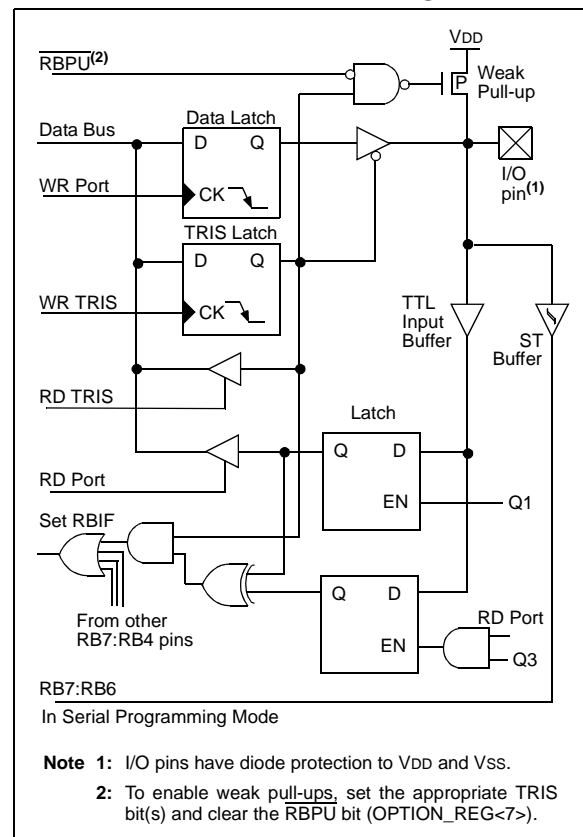 VDD
RBPU(2)
P
Weak
Pull-up
Data Latch
Data Bus
D Q
WR Port
CK
I/O
pin(1)
TRIS Latch
D Q
WR TRIS
CK
TTL
Input
Buffer
ST
Buffer
RD TRIS
Latch
Q D
RD Port
EN
Q1
Set RBIF
From other
RB7:RB4 pins
Q D
RD Port
EN
Q3
RB7:RB6
In Serial Programming Mode
Note 1: I/O pins have diode protection to VDD and VSS.
2: To enable weak pull-ups, set the appropriate TRIS
bit(s) and clear the RBPU bit (OPTION_REG<7>).